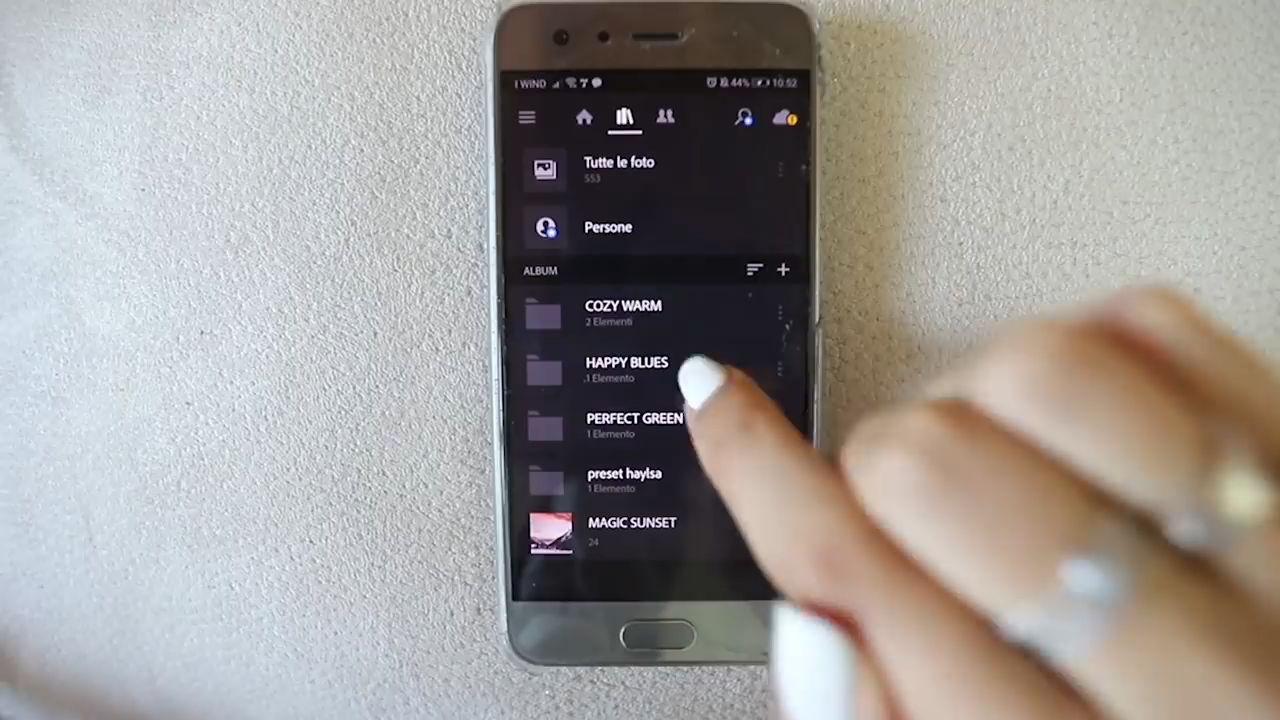 I WIND 44% 10:52
Tutte le foto
553
Persone
ALBUM
COZY WARM
2 Elementi
HAPPY BLUES
1 Elemento
PERFECT GREEN
1 Elemento
preset haylsa
1 Elemento
MAGIC SUNSET
24